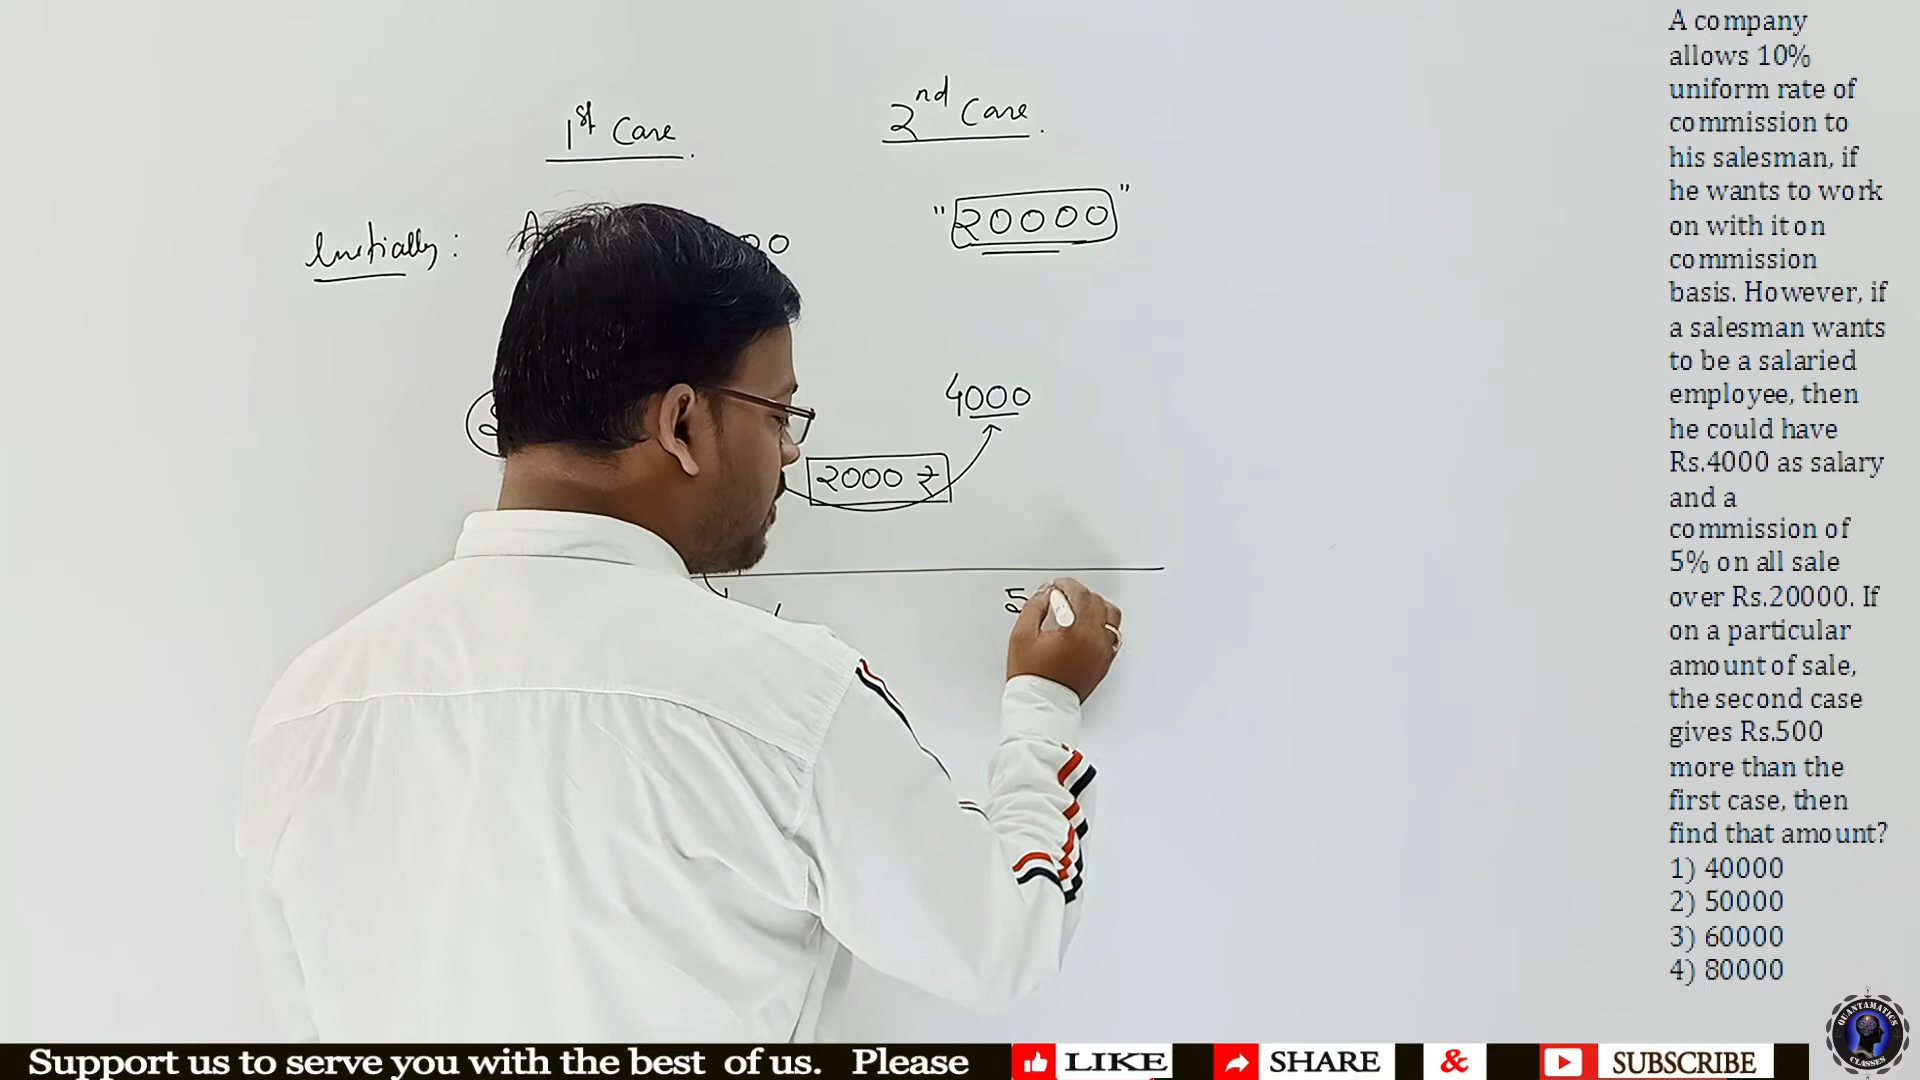 A company
allows 10%
uniform rate of
commission to
his salesman, if
he wants to work
on with it on
commission
basis. However, if
a salesman wants
to be a salaried
employee, then
he could have
Rs.4000 as salary
and a
commission of
5% on all sale
over Rs.20000. If
on a particular
amount of sale,
the second case
gives Rs.500
more than the
first case, then
find that amount?
1) 40000
2) 50000
3) 60000
4) 80000
1st Case.
2nd Case.
Initially:
"20000"
4000
2000 ₹
5
QUANTAMATICS
CLASSES
Support us to serve you with the best of us. Please LIKE SHARE & SUBSCRIBE